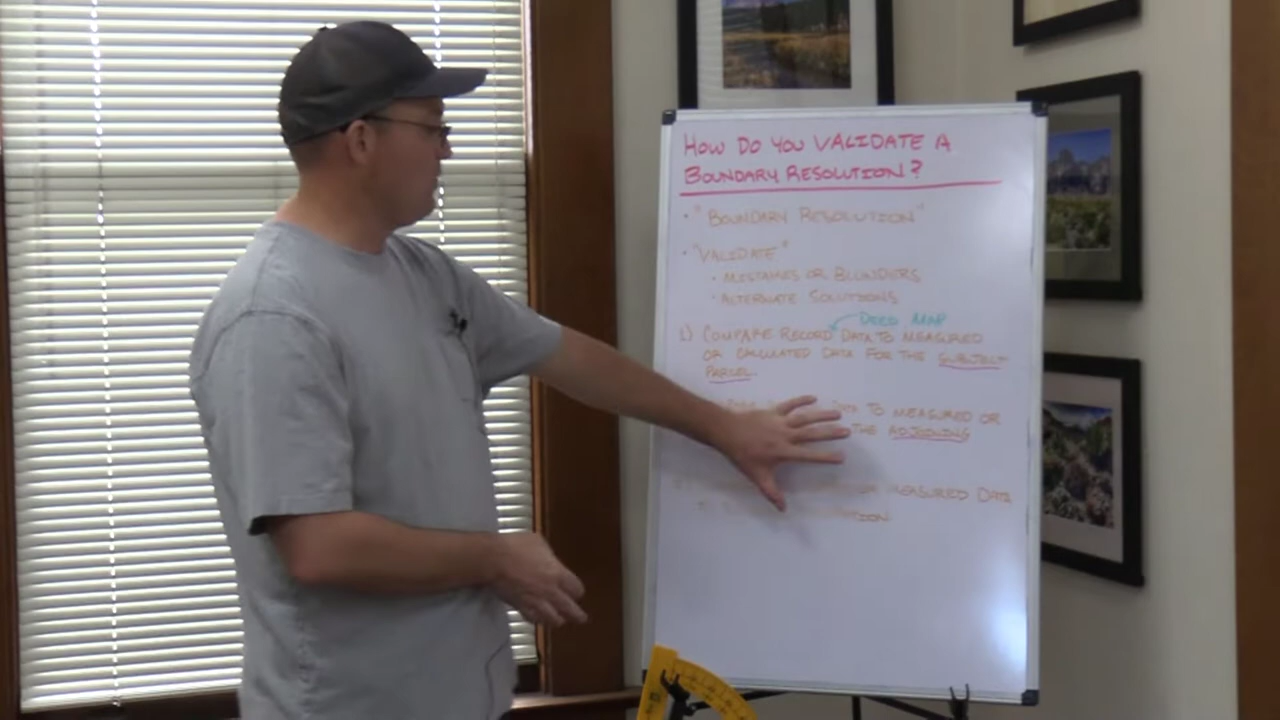 HOW DO YOU VALIDATE A
BOUNDARY RESOLUTION?
• "BOUNDARY RESOLUTION"
• "VALIDATE"
• MISTAKES OR BLUNDERS
• ALTERNATE SOLUTIONS
DEED MAP
1) COMPARE RECORD DATA TO MEASURED
OR CALCULATED DATA FOR THE SUBJECT
PARCEL.
TO MEASURED OR
THE ADJOINING
MEASURED DATA